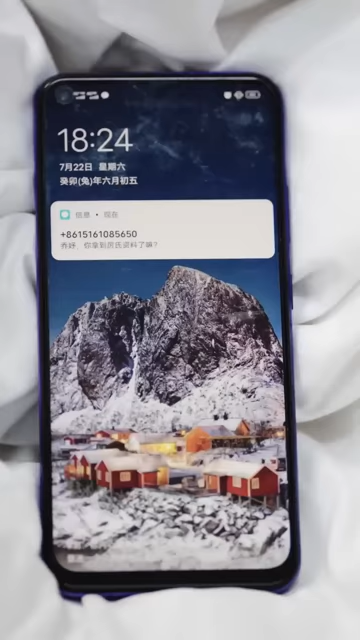 18:24
7月22日 星期六
癸卯(兔)年六月初五
信息 • 现在
+8615161085650
乔好，你拿到房氏资料了嘛?